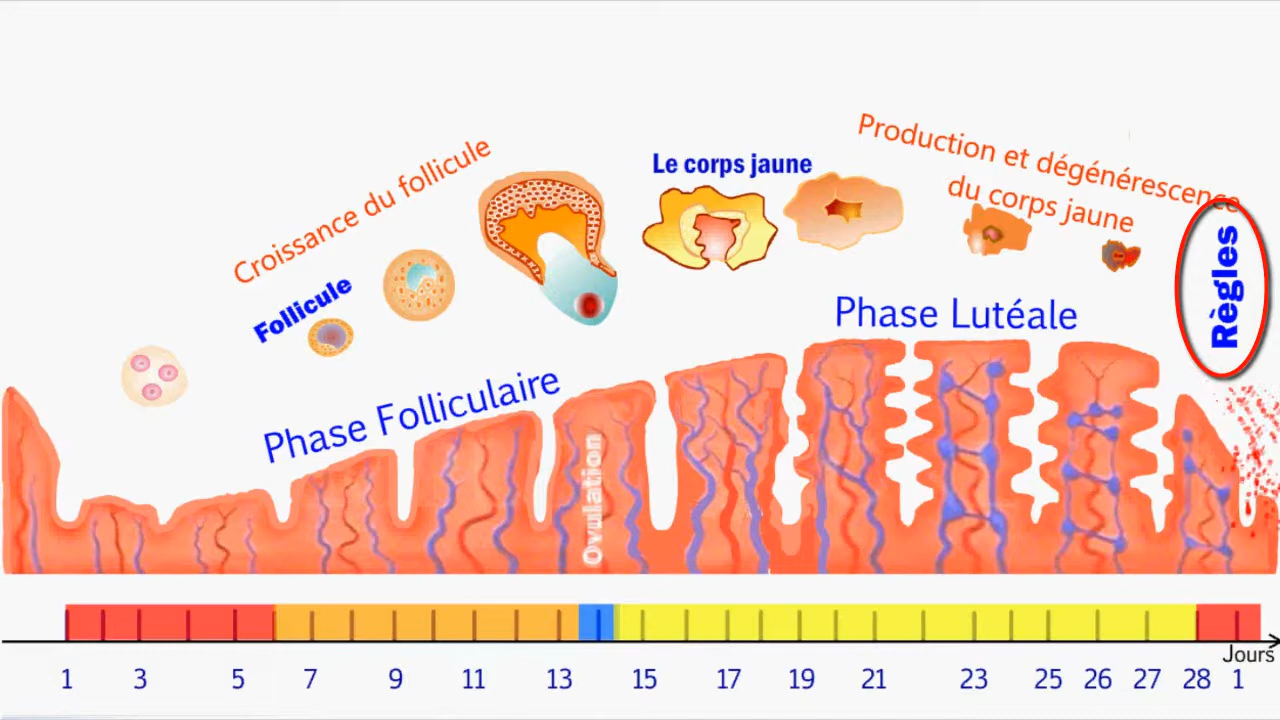 Croissance du follicule
Follicule
Le corps jaune
Production et dégénérescence
du corps jaune
Règles
Phase Folliculaire
Phase Lutéale
Ovulation
Jours
1 3 5 7 9 11 13 15 17 19 21 23 25 26 27 28 1